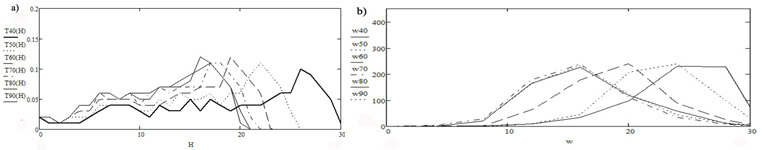 a)
0.2
T40(H)
T50(H)
T60(H)
T70(H)
T80(H)
T90(H)
0.15
0.1
0.05
0
0 10 20 30
H
b)
w40
w50
w60
w70
w80
w90
400
300
200
100
0
0 10 20 30
w